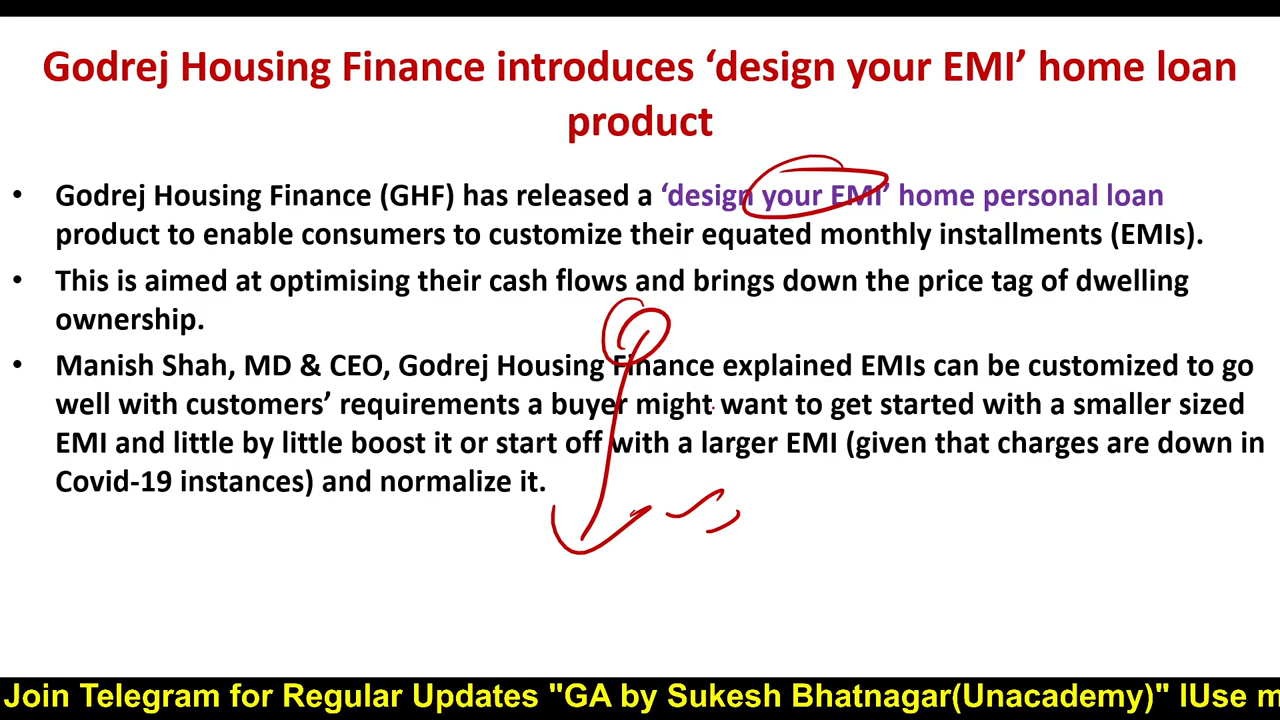 Godrej Housing Finance introduces ‘design your EMI’ home loan
product
• Godrej Housing Finance (GHF) has released a ‘design your EMI’ home personal loan
product to enable consumers to customize their equated monthly installments (EMIs).
• This is aimed at optimising their cash flows and brings down the price tag of dwelling
ownership.
• Manish Shah, MD & CEO, Godrej Housing Finance explained EMIs can be customized to go
well with customers’ requirements a buyer might want to get started with a smaller sized
EMI and little by little boost it or start off with a larger EMI (given that charges are down in
Covid-19 instances) and normalize it.
Join Telegram for Regular Updates "GA by Sukesh Bhatnagar(Unacademy)" lUse m